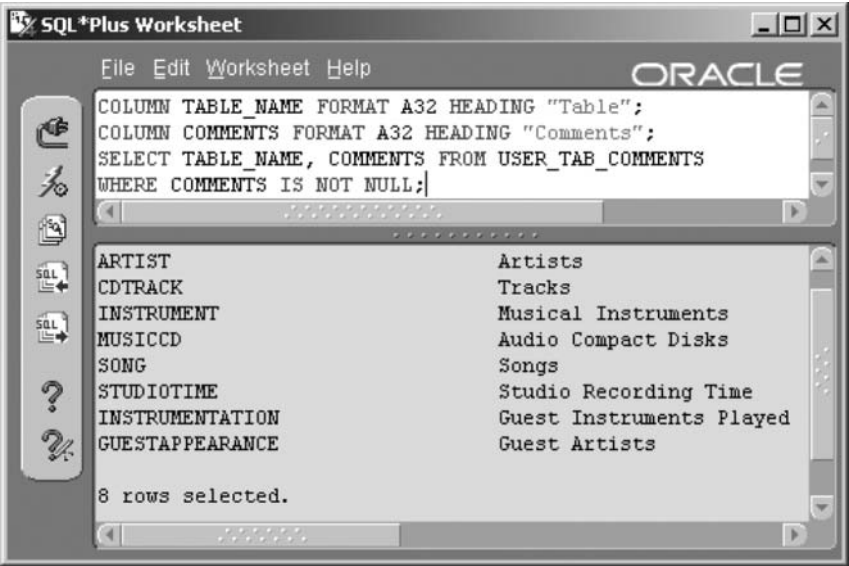 SQL*Plus Worksheet
File Edit Worksheet Help
ORACLE
COLUMN TABLE_NAME FORMAT A32 HEADING "Table";
COLUMN COMMENTS FORMAT A32 HEADING "Comments";
SELECT TABLE_NAME, COMMENTS FROM USER_TAB_COMMENTS
WHERE COMMENTS IS NOT NULL;
ARTIST Artists
CDTRACK Tracks
INSTRUMENT Musical Instruments
MUSICCD Audio Compact Disks
SONG Songs
STUDIOTIME Studio Recording Time
INSTRUMENTATION Guest Instruments Played
GUESTAPPEARANCE Guest Artists
8 rows selected.
SQL
SQL